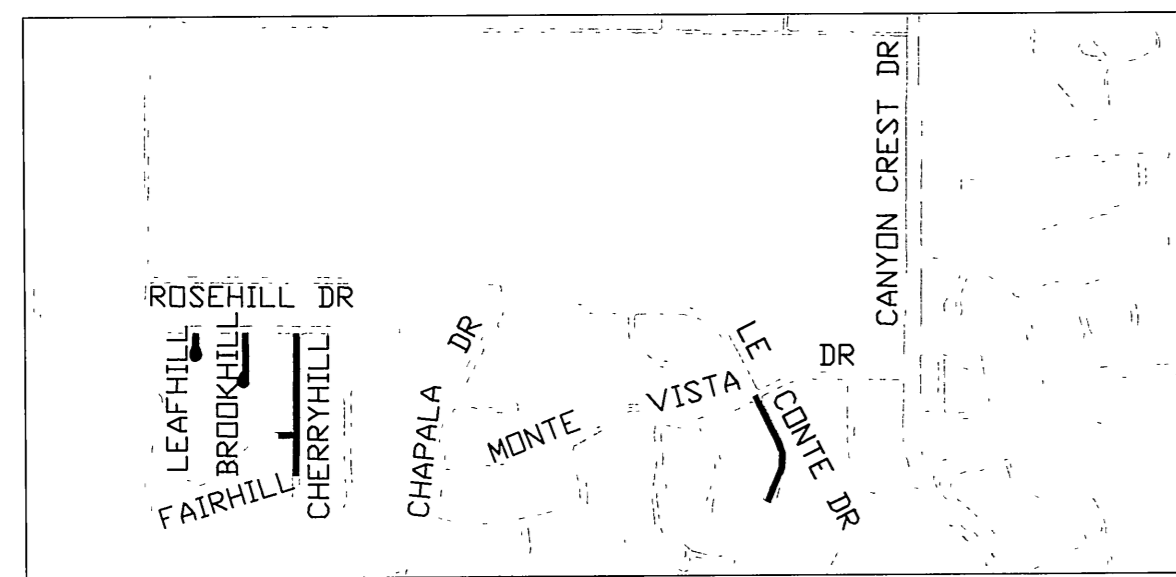 CANYON CREST DR
ROSEHILL DR
LEAFHILL
BROOKHILL
CHERRYHILL
FAIRHILL
CHAPALA DR
MONTE VISTA DR
LE CONTE DR